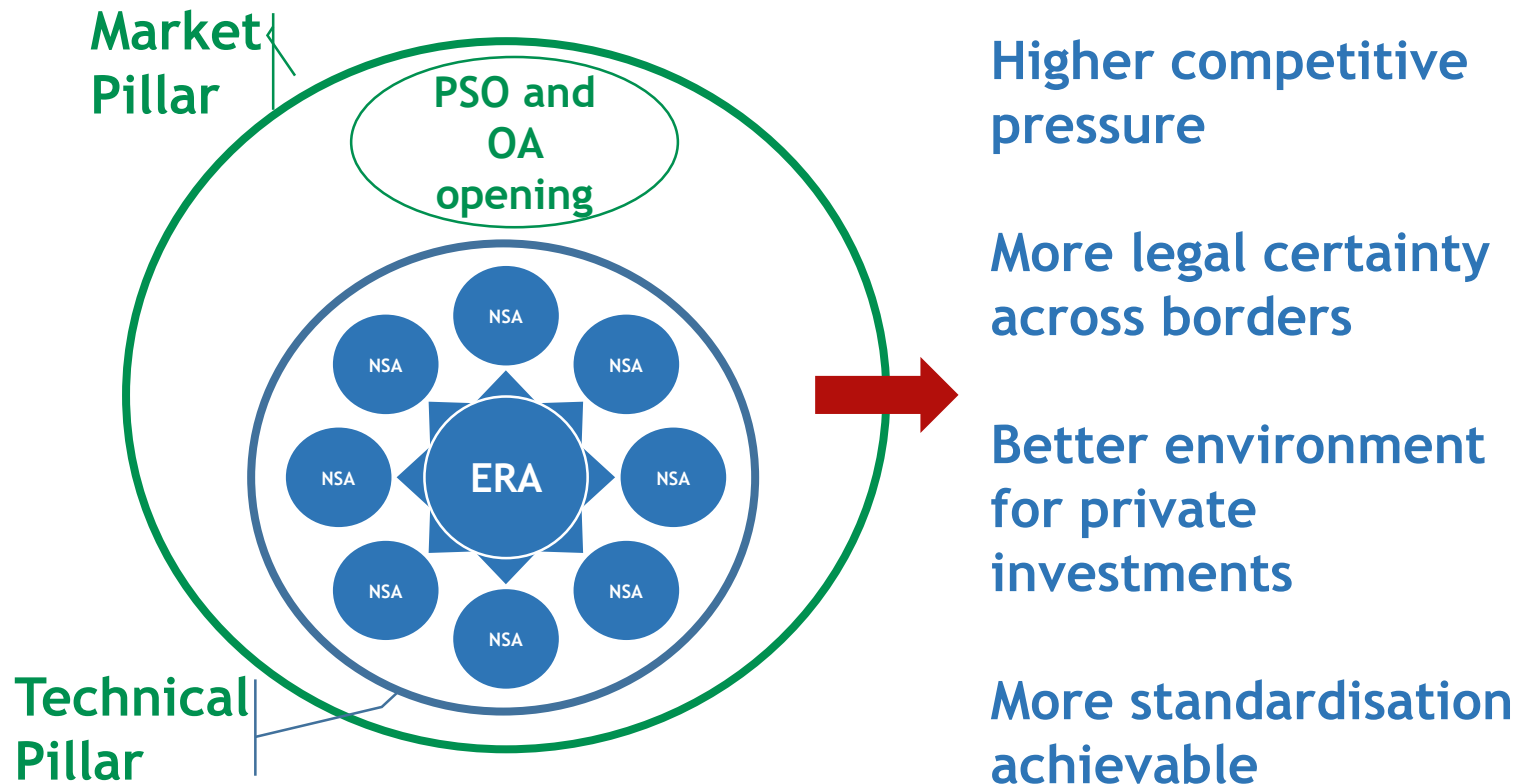 Market
Pillar
PSO and
OA
opening
NSA
NSA
NSA
NSA
ERA
NSA
NSA
NSA
NSA
Technical
Pillar
Higher competitive
pressure
More legal certainty
across borders
Better environment
for private
investments
More standardisation
achievable